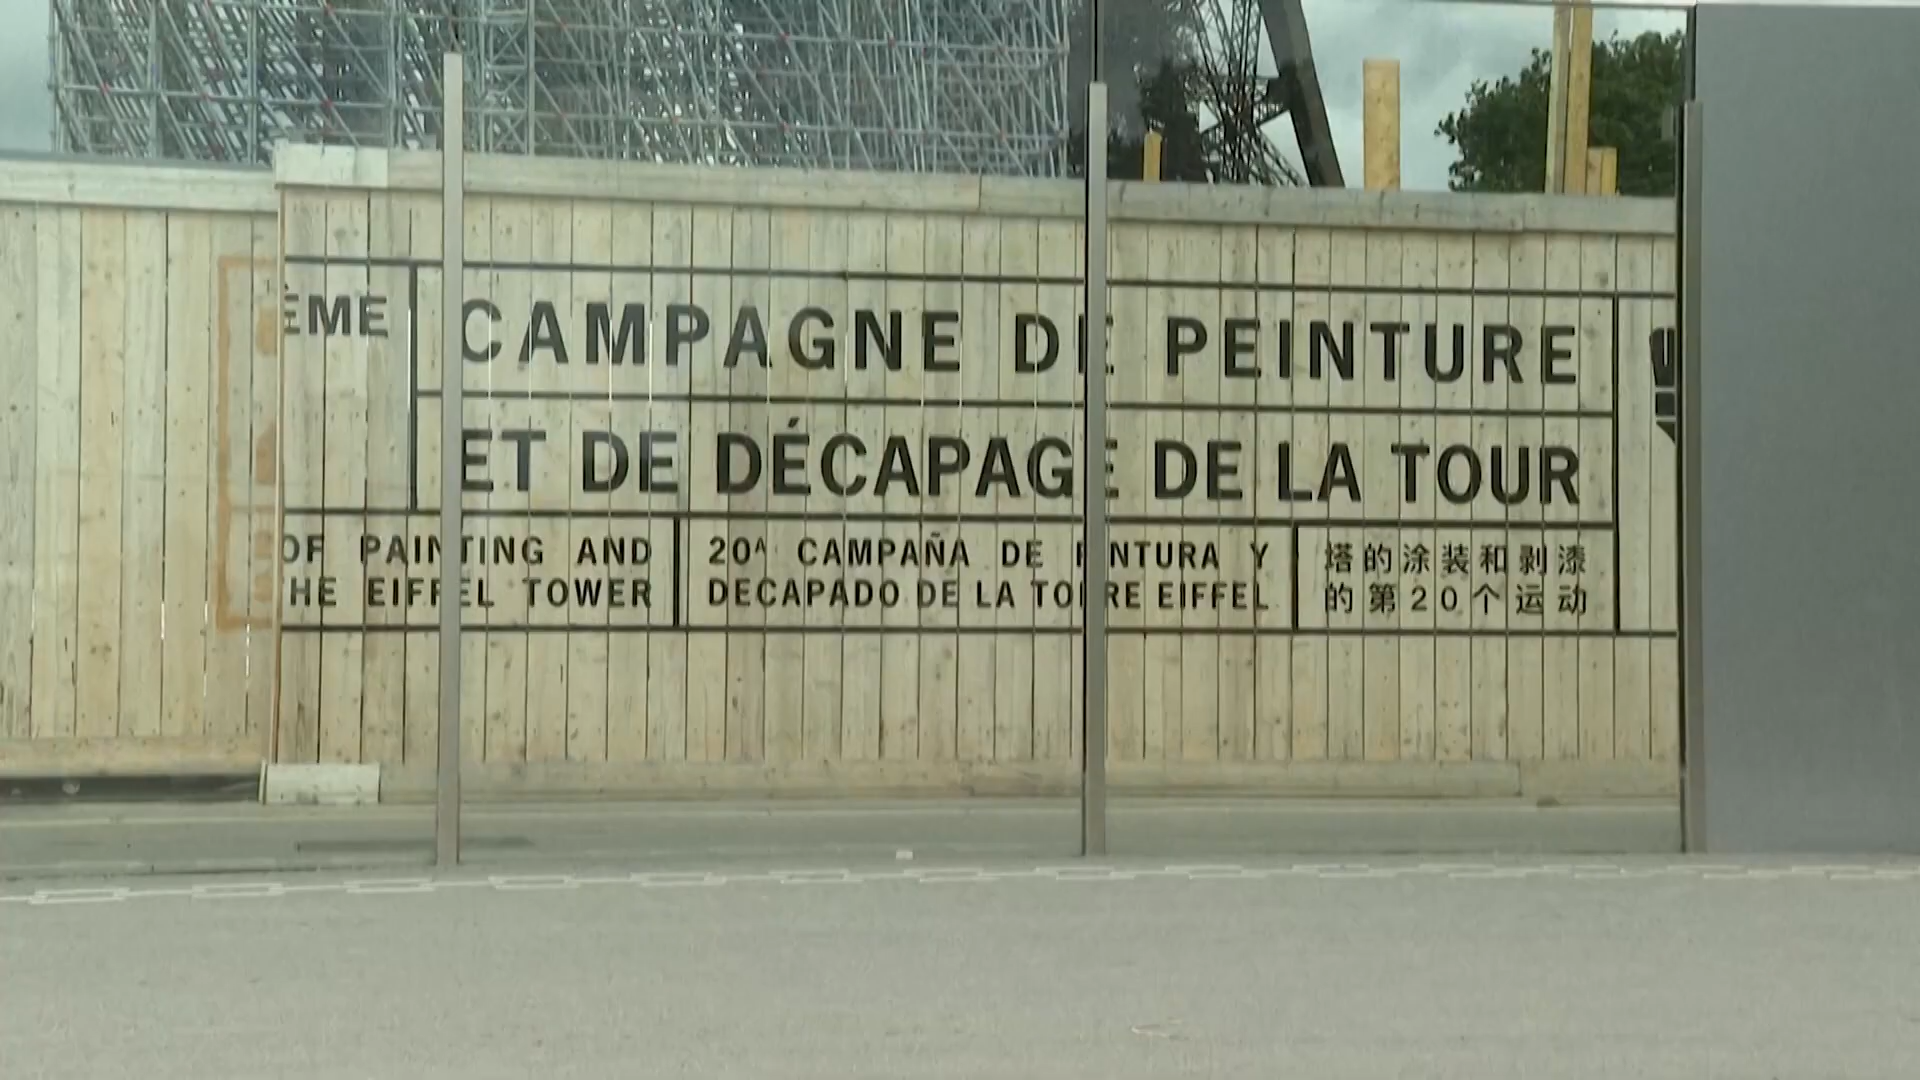 ÈME
CAMPAGNE DE PEINTURE
ET DE DÉCAPAGE DE LA TOUR
OF PAINTING AND
THE EIFFEL TOWER
20ᴬ CAMPAÑA DE PINTURA Y
DECAPADO DE LA TORRE EIFFEL
塔的涂装和剥漆
的第20个运动